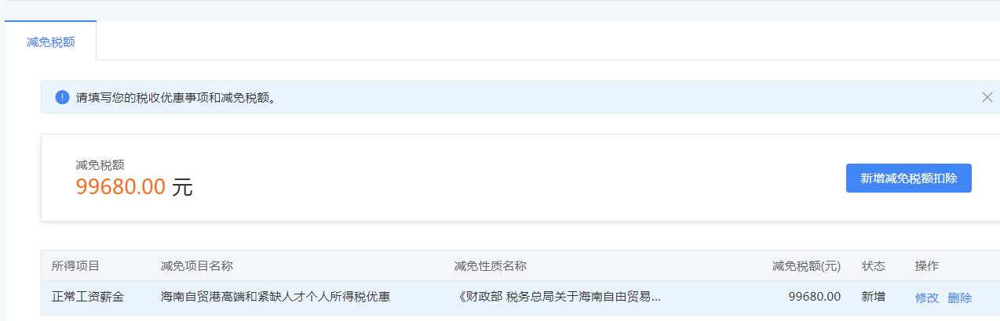 减免税额
请填写您的税收优惠事项和减免税额。
减免税额
99680.00 元
新增减免税额扣除
所得项目 减免项目名称 减免性质名称 减免税额(元) 状态 操作
正常工资薪金 海南自贸港高端和紧缺人才个人所得税优惠 《财政部 税务总局关于海南自由贸易... 99680.00 新增 修改 删除